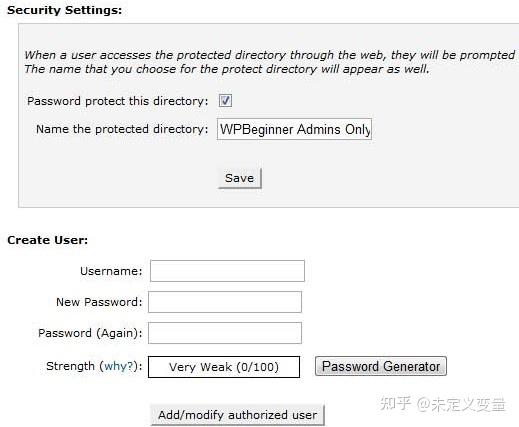 Security Settings:
When a user accesses the protected directory through the web, they will be prompted
The name that you choose for the protect directory will appear as well.
Password protect this directory:
Name the protected directory: WPBeginner Admins Only
Save
Create User:
Username:
New Password:
Password (Again):
Strength (why?): Very Weak (0/100) Password Generator
Add/modify authorized user
知乎 @未定义变量